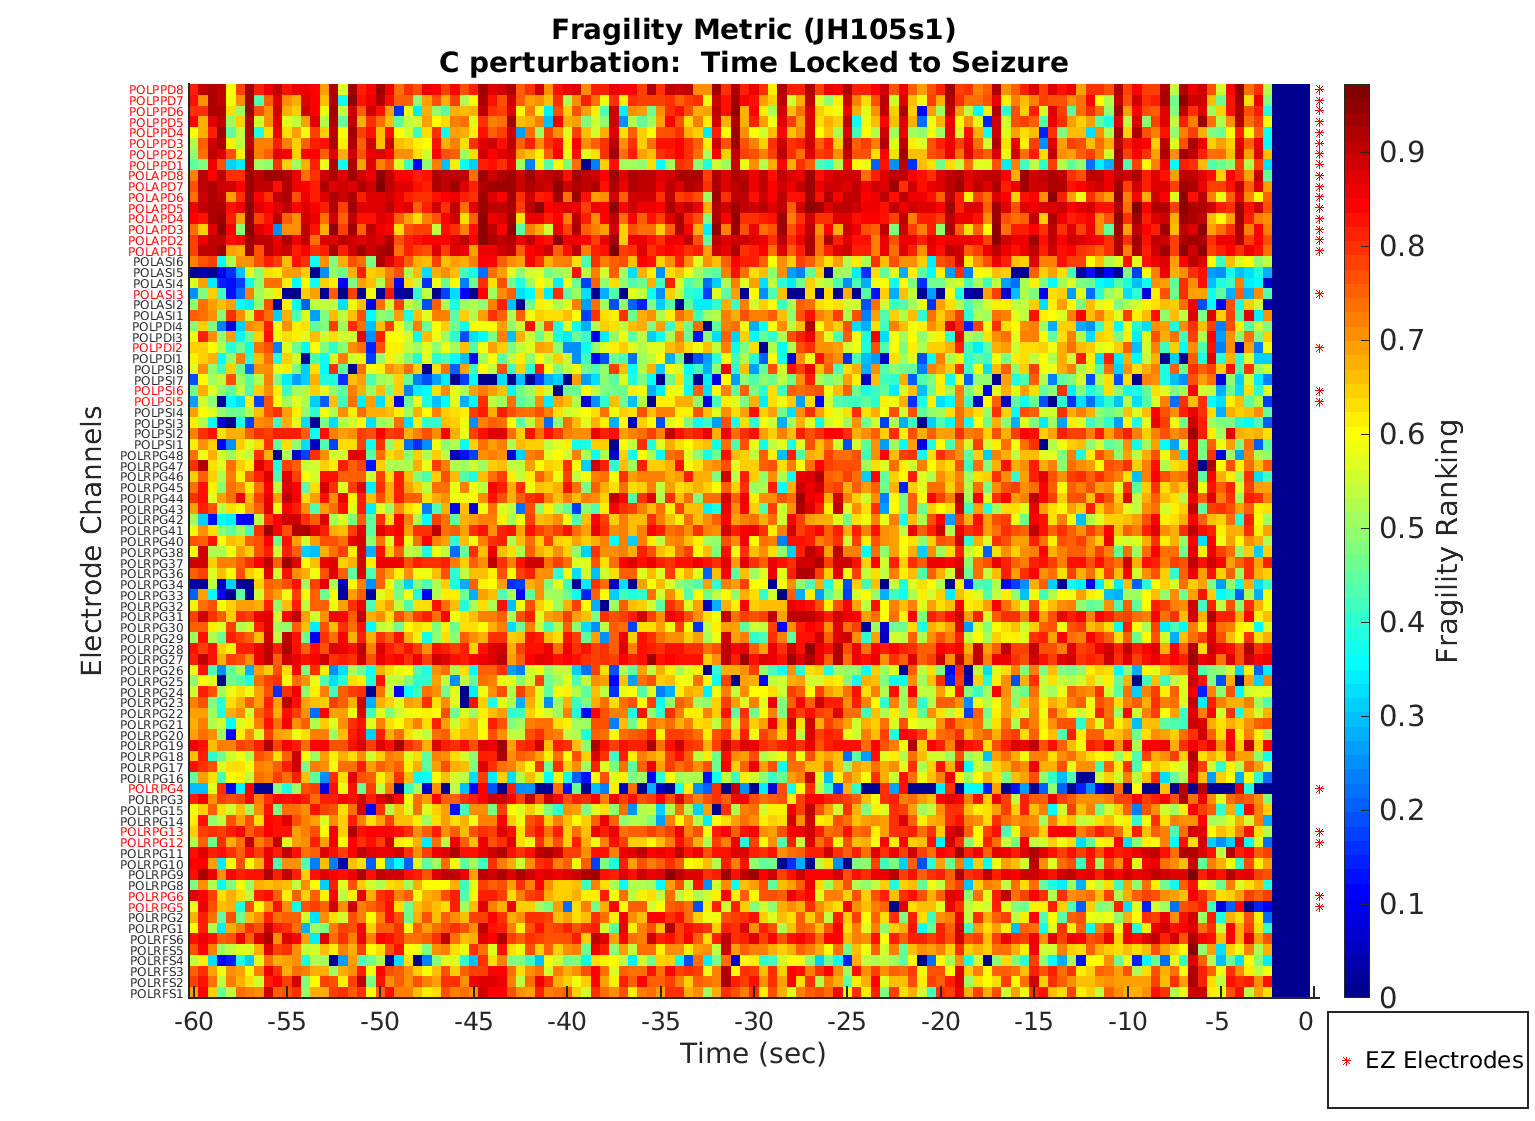 Fragility Metric (JH105s1)
C perturbation:  Time Locked to Seizure
POLPPD8
POLPPD7
POLPPD6
POLPPD5
POLPPD4
POLPPD3
POLPPD2
POLPPD1
POLAPD8
POLAPD7
POLAPD6
POLAPD5
POLAPD4
POLAPD3
POLAPD2
POLAPD1
POLASI6
POLASI5
POLASI4
POLASI3
POLASI2
POLASI1
POLPDI4
POLPDI3
POLPDI2
POLPDI1
POLPSI8
POLPSI7
POLPSI6
POLPSI5
POLPSI4
POLPSI3
POLPSI2
POLPSI1
POLRPG48
POLRPG47
POLRPG46
POLRPG45
POLRPG44
POLRPG43
POLRPG42
POLRPG41
POLRPG40
POLRPG38
POLRPG37
POLRPG36
POLRPG34
POLRPG33
POLRPG32
POLRPG31
POLRPG30
POLRPG29
POLRPG28
POLRPG27
POLRPG26
POLRPG25
POLRPG24
POLRPG23
POLRPG22
POLRPG21
POLRPG20
POLRPG19
POLRPG18
POLRPG17
POLRPG16
POLRPG4
POLRPG3
POLRPG15
POLRPG14
POLRPG13
POLRPG12
POLRPG11
POLRPG10
POLRPG9
POLRPG8
POLRPG6
POLRPG5
POLRPG2
POLRPG1
POLRFS6
POLRFS5
POLRFS4
POLRFS3
POLRFS2
POLRFS1
Electrode Channels
-60 -55 -50 -45 -40 -35 -30 -25 -20 -15 -10 -5 0
Time (sec)
0.9
0.8
0.7
0.6
0.5
0.4
0.3
0.2
0.1
0
Fragility Ranking
EZ Electrodes